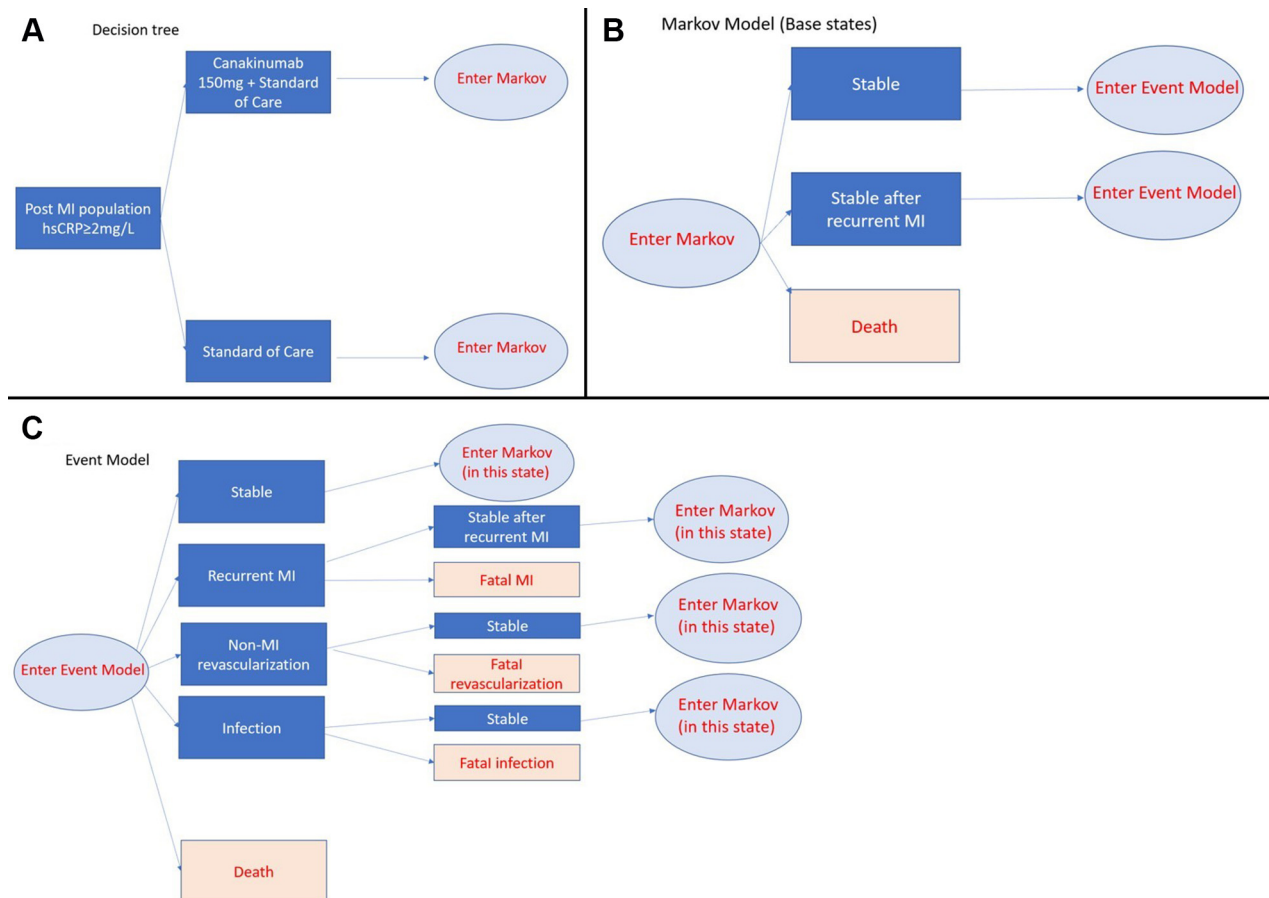 A
Decision tree
Canakinumab
150mg + Standard
of Care
Enter Markov
Post MI population
hsCRP≥2mg/L
Standard of Care
Enter Markov
B
Markov Model (Base states)
Stable
Enter Event Model
Enter Markov
Stable after
recurrent MI
Enter Event Model
Death
C
Event Model
Enter Event Model
Stable
Enter Markov
(in this state)
Recurrent MI
Stable after
recurrent MI
Enter Markov
(in this state)
Fatal MI
Non-MI
revascularization
Stable
Enter Markov
(in this state)
Fatal
revascularization
Infection
Stable
Enter Markov
(in this state)
Fatal infection
Death